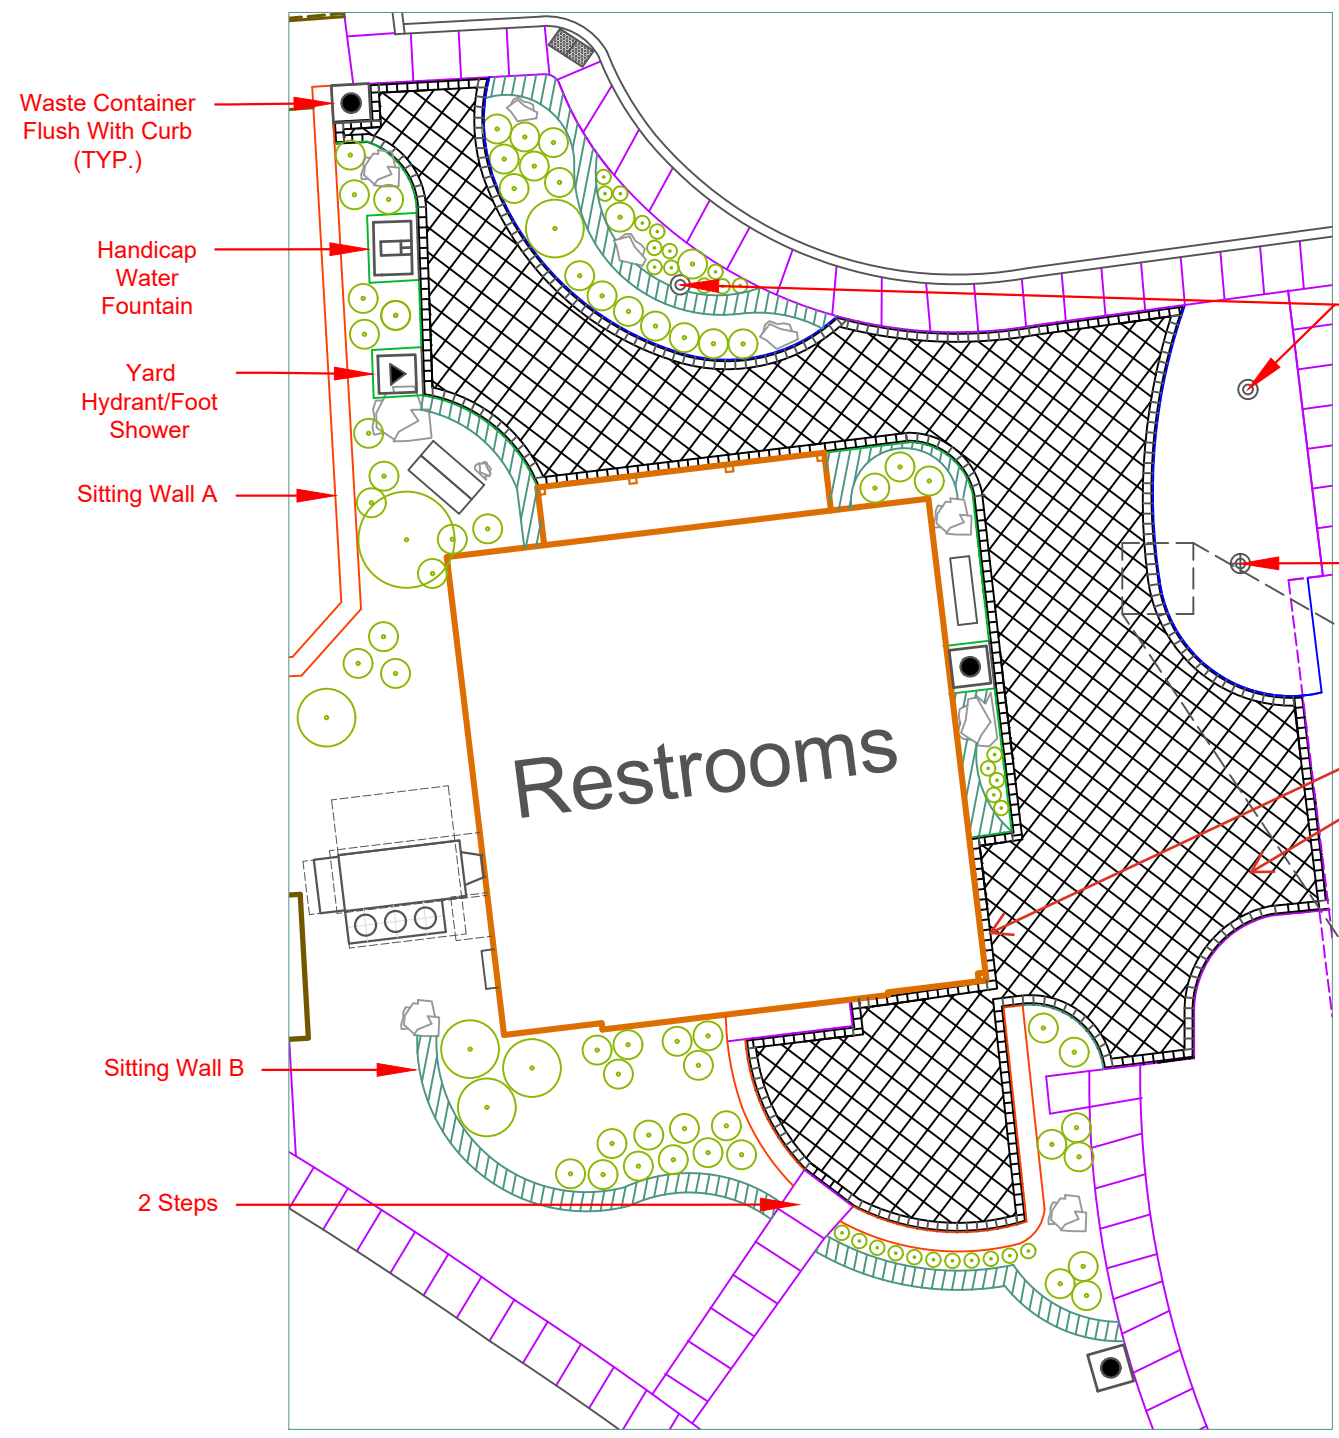 Waste Container
Flush With Curb
(TYP.)
Handicap
Water
Fountain
Yard
Hydrant/Foot
Shower
Sitting Wall A
Restrooms
Sitting Wall B
2 Steps